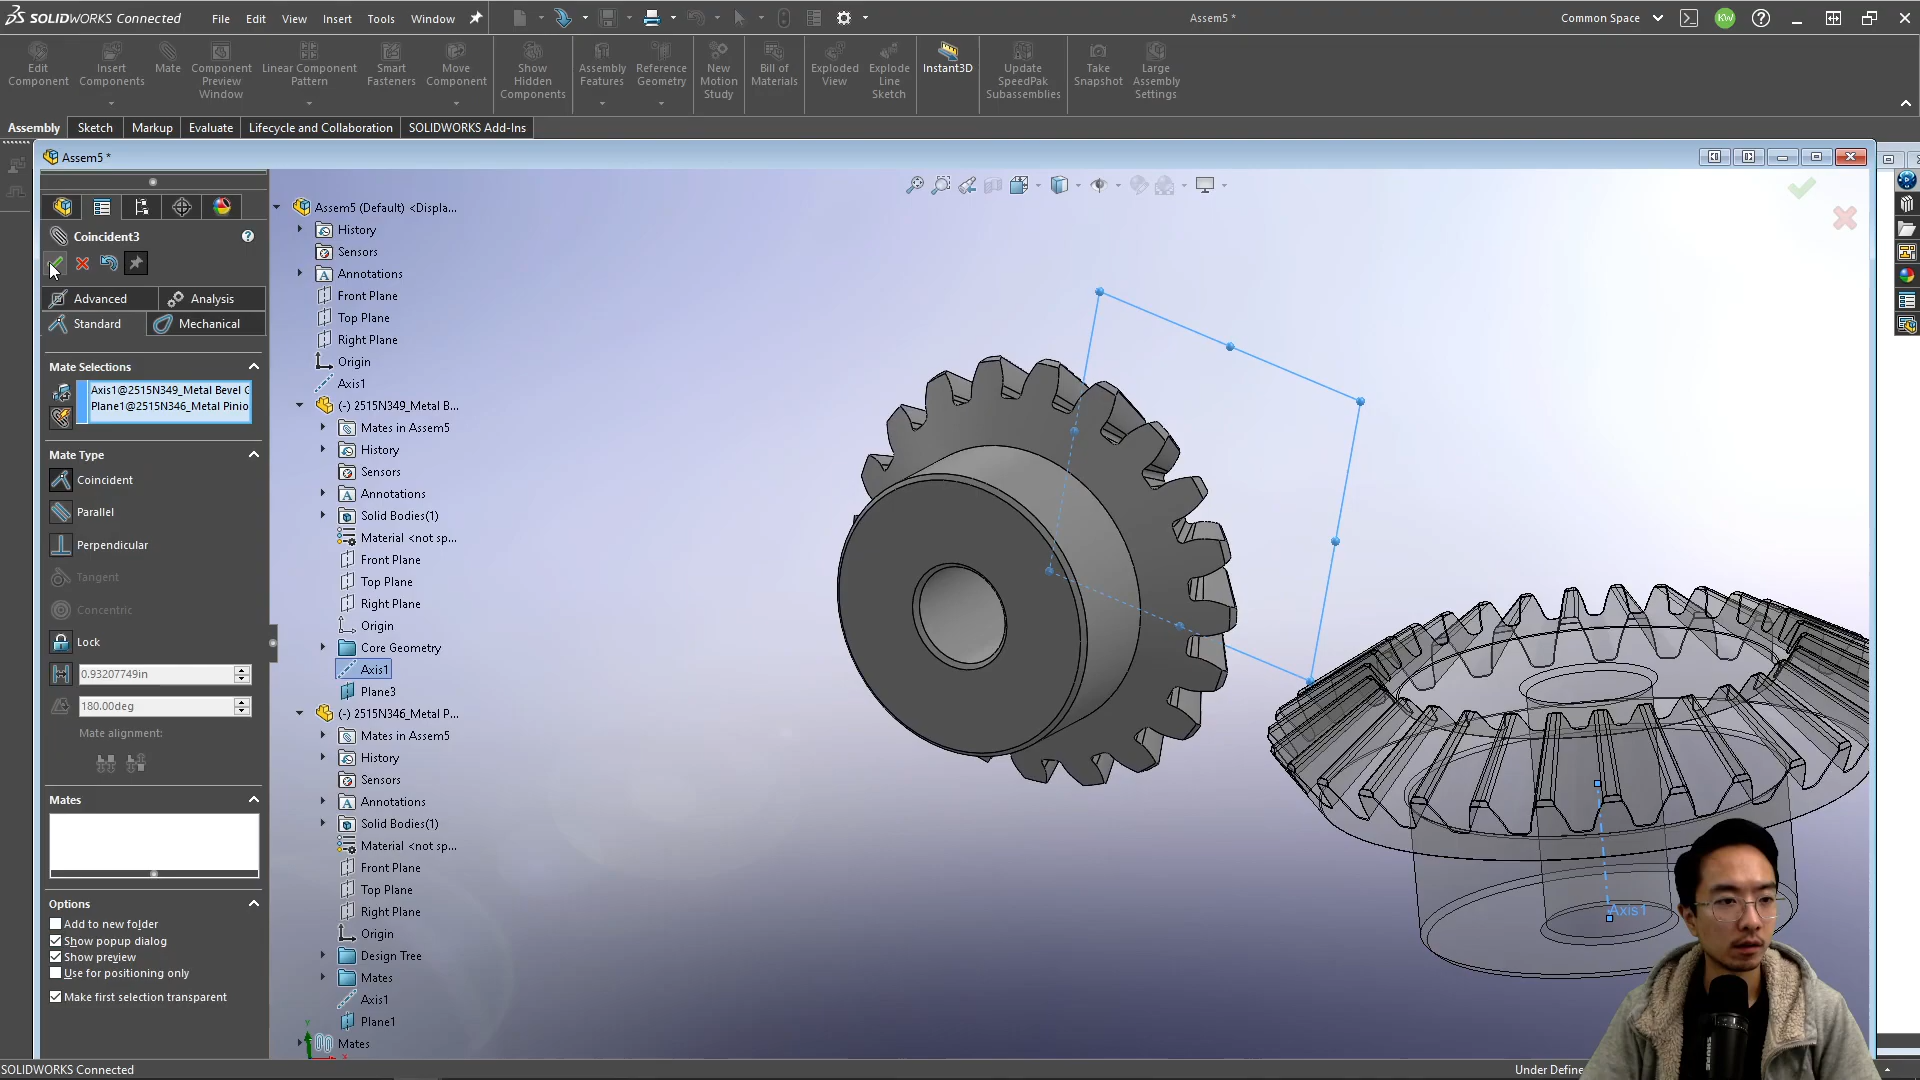 SOLIDWORKS Connected
File
Edit
View
Insert
Tools
Window
Assem5 *
Common Space
KW
Edit Component
Insert Components
Mate
Component Preview Window
Linear Component Pattern
Smart Fasteners
Move Component
Show Hidden Components
Assembly Features
Reference Geometry
New Motion Study
Bill of Materials
Exploded View
Explode Line Sketch
Instant3D
Update SpeedPak Subassemblies
Take Snapshot
Large Assembly Settings
Assembly
Sketch
Markup
Evaluate
Lifecycle and Collaboration
SOLIDWORKS Add-Ins
Assem5 *
Coincident3
Advanced
Analysis
Standard
Mechanical
Mate Selections
Axis1@2515N349_Metal Bevel G
Plane1@2515N346_Metal Pinio
Mate Type
Coincident
Parallel
Perpendicular
Tangent
Concentric
Lock
0.93207749in
180.00deg
Mate alignment:
Mates
Options
Add to new folder
Show popup dialog
Show preview
Use for positioning only
Make first selection transparent
Assem5 (Default) <Displa...
History
Sensors
Annotations
Front Plane
Top Plane
Right Plane
Origin
Axis1
(-) 2515N349_Metal B...
Mates in Assem5
History
Sensors
Annotations
Solid Bodies(1)
Material <not sp...
Front Plane
Top Plane
Right Plane
Origin
Core Geometry
Axis1
Plane3
(-) 2515N346_Metal P...
Mates in Assem5
History
Sensors
Annotations
Solid Bodies(1)
Material <not sp...
Front Plane
Top Plane
Right Plane
Origin
Design Tree
Mates
Axis1
Plane1
Mates
Axis1
SOLIDWORKS Connected
Under Define